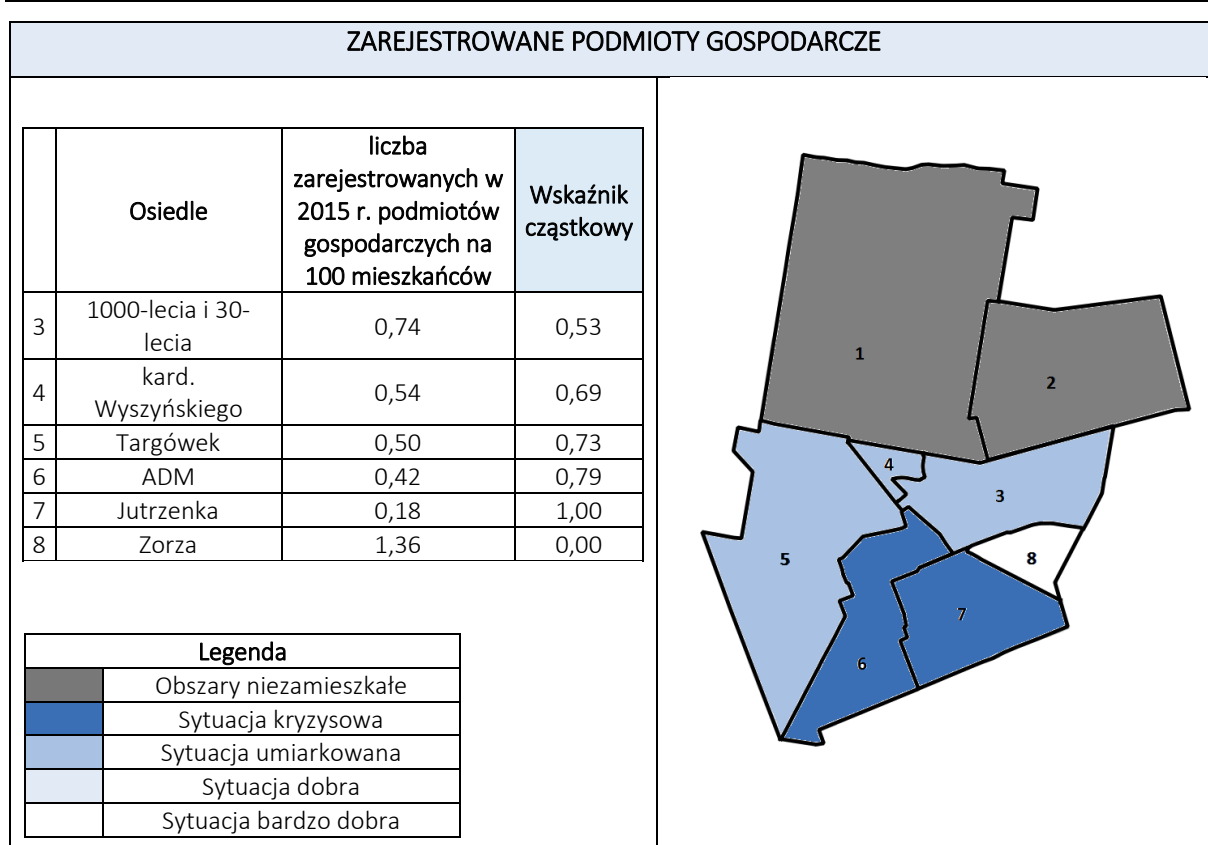 ZAREJESTROWANE PODMIOTY GOSPODARCZE
Osiedle
liczba
zarejestrowanych w
2015 r. podmiotów
gospodarczych na
100 mieszkańców
Wskaźnik
cząstkowy
3 1000-lecia i 30-
lecia 0,74 0,53
4 kard.
Wyszyńskiego 0,54 0,69
5 Targówek 0,50 0,73
6 ADM 0,42 0,79
7 Jutrzenka 0,18 1,00
8 Zorza 1,36 0,00
Legenda
Obszary niezamieszkałe
Sytuacja kryzysowa
Sytuacja umiarkowana
Sytuacja dobra
Sytuacja bardzo dobra
1
2
4
3
5
8
7
6